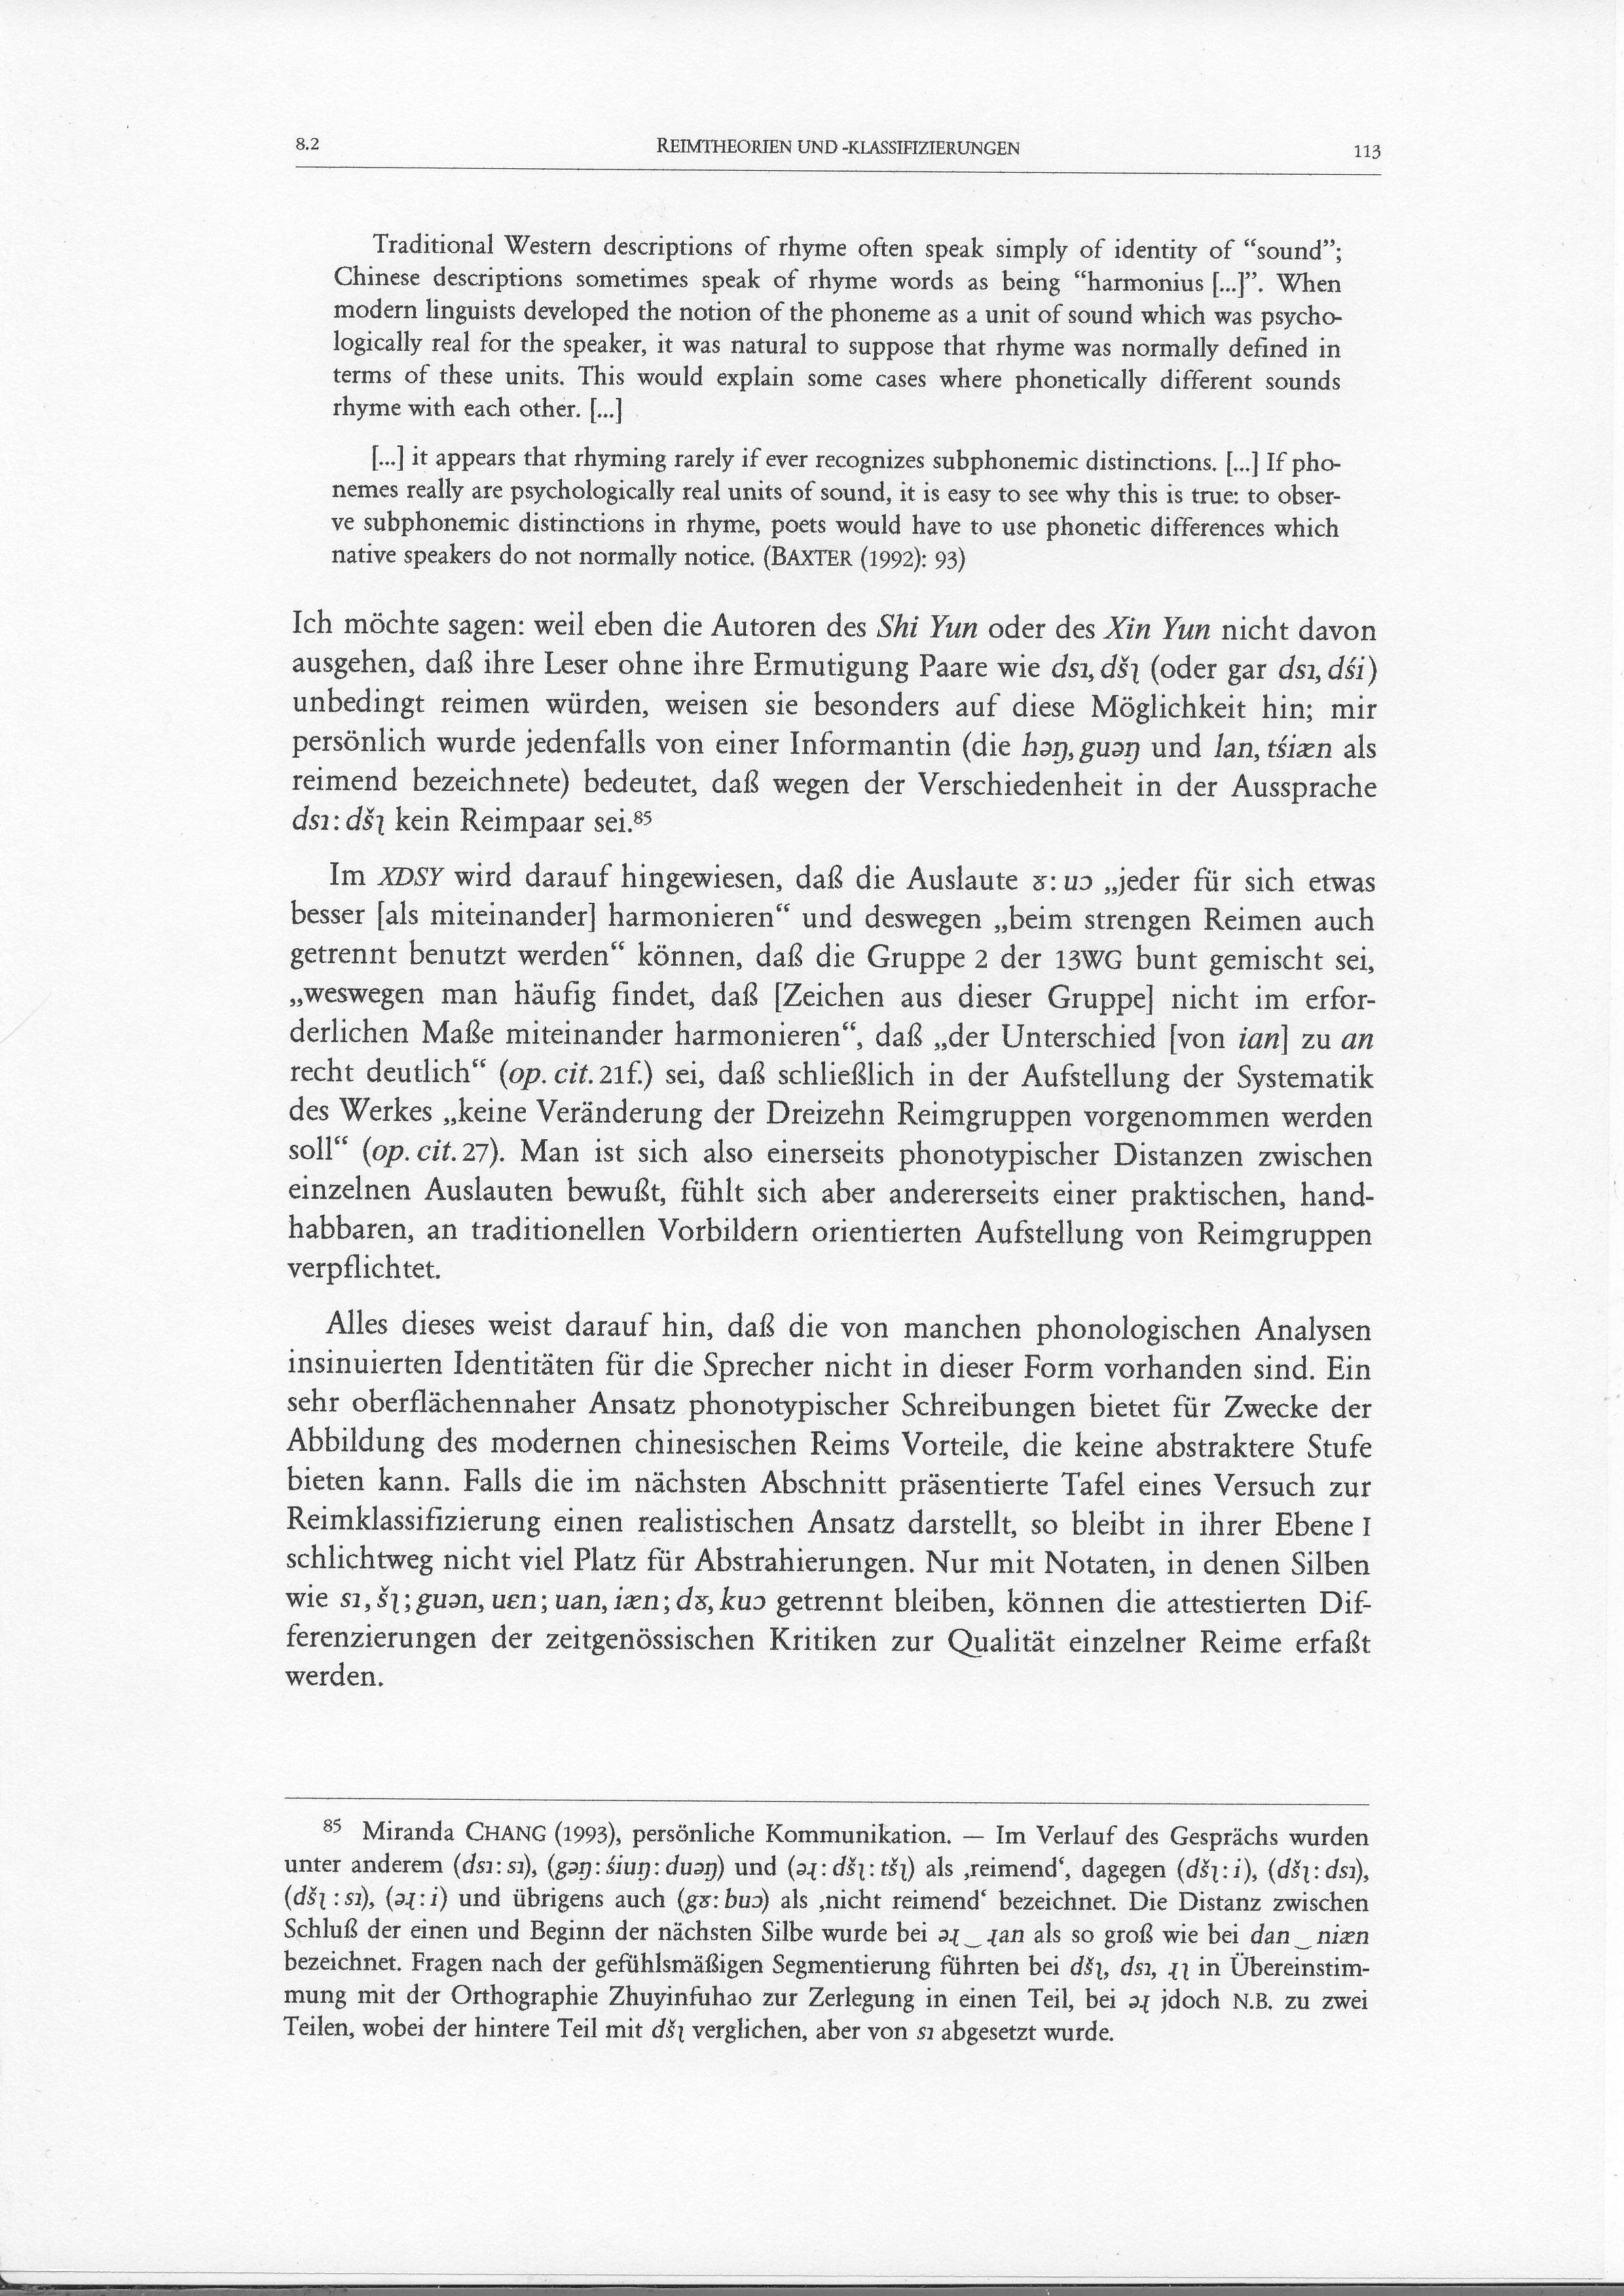 8.2 REIMTHEORIEN UND -KLASSIFIZIERUNGEN 113
Traditional Western descriptions of rhyme often speak simply of identity of “sound”;
Chinese descriptions sometimes speak of rhyme words as being “harmonius [...]”. When
modern linguists developed the notion of the phoneme as a unit of sound which was psycho-
logically real for the speaker, it was natural to suppose that rhyme was normally defined in
terms of these units. This would explain some cases where phonetically different sounds
rhyme with each other. [...]
[...] it appears that rhyming rarely if ever recognizes subphonemic distinctions. [...] If pho-
nemes really are psychologically real units of sound, it is easy to see why this is true: to obser-
ve subphonemic distinctions in rhyme, poets would have to use phonetic differences which
native speakers do not normally notice. (BAXTER (1992): 93)
Ich möchte sagen: weil eben die Autoren des Shi Yun oder des Xin Yun nicht davon
ausgehen, daß ihre Leser ohne ihre Ermutigung Paare wie dsı, dšʅ (oder gar dsı, dśi)
unbedingt reimen würden, weisen sie besonders auf diese Möglichkeit hin; mir
persönlich wurde jedenfalls von einer Informantin (die həŋ, guəŋ und lan, tśiæn als
reimend bezeichnete) bedeutet, daß wegen der Verschiedenheit in der Aussprache
dsı: dšʅ kein Reimpaar sei.⁸⁵
Im XDSY wird darauf hingewiesen, daß die Auslaute ɤ: uɔ „jeder für sich etwas
besser [als miteinander] harmonieren“ und deswegen „beim strengen Reimen auch
getrennt benutzt werden“ können, daß die Gruppe 2 der 13WG bunt gemischt sei,
„weswegen man häufig findet, daß [Zeichen aus dieser Gruppe] nicht im erfor-
derlichen Maße miteinander harmonieren“, daß „der Unterschied [von ian] zu an
recht deutlich“ (op. cit. 21f.) sei, daß schließlich in der Aufstellung der Systematik
des Werkes „keine Veränderung der Dreizehn Reimgruppen vorgenommen werden
soll“ (op. cit. 27). Man ist sich also einerseits phonotypischer Distanzen zwischen
einzelnen Auslauten bewußt, fühlt sich aber andererseits einer praktischen, hand-
habbaren, an traditionellen Vorbildern orientierten Aufstellung von Reimgruppen
verpflichtet.
Alles dieses weist darauf hin, daß die von manchen phonologischen Analysen
insinuierten Identitäten für die Sprecher nicht in dieser Form vorhanden sind. Ein
sehr oberflächennaher Ansatz phonotypischer Schreibungen bietet für Zwecke der
Abbildung des modernen chinesischen Reims Vorteile, die keine abstraktere Stufe
bieten kann. Falls die im nächsten Abschnitt präsentierte Tafel eines Versuch zur
Reimklassifizierung einen realistischen Ansatz darstellt, so bleibt in ihrer Ebene I
schlichtweg nicht viel Platz für Abstrahierungen. Nur mit Notaten, in denen Silben
wie sı, šʅ; guən, uɛn; uan, iæn; dɤ, kuɔ getrennt bleiben, können die attestierten Dif-
ferenzierungen der zeitgenössischen Kritiken zur Qualität einzelner Reime erfaßt
werden.
⁸⁵ Miranda CHANG (1993), persönliche Kommunikation. — Im Verlauf des Gesprächs wurden
unter anderem (dsı: sı), (gəŋ: śiuŋ: duəŋ) und (əɻ: dšʅ: tšʅ) als ‚reimend‘, dagegen (dšʅ: i), (dšʅ: dsı),
(dšʅ : sı), (əɻ: i) und übrigens auch (gɤ: buɔ) als ‚nicht reimend‘ bezeichnet. Die Distanz zwischen
Schluß der einen und Beginn der nächsten Silbe wurde bei əɻ ‿ ɻan als so groß wie bei dan ‿ niæn
bezeichnet. Fragen nach der gefühlsmäßigen Segmentierung führten bei dšʅ, dsı, ɻʅ in Übereinstim-
mung mit der Orthographie Zhuyinfuhao zur Zerlegung in einen Teil, bei əɻ jdoch N.B. zu zwei
Teilen, wobei der hintere Teil mit dšʅ verglichen, aber von sı abgesetzt wurde.